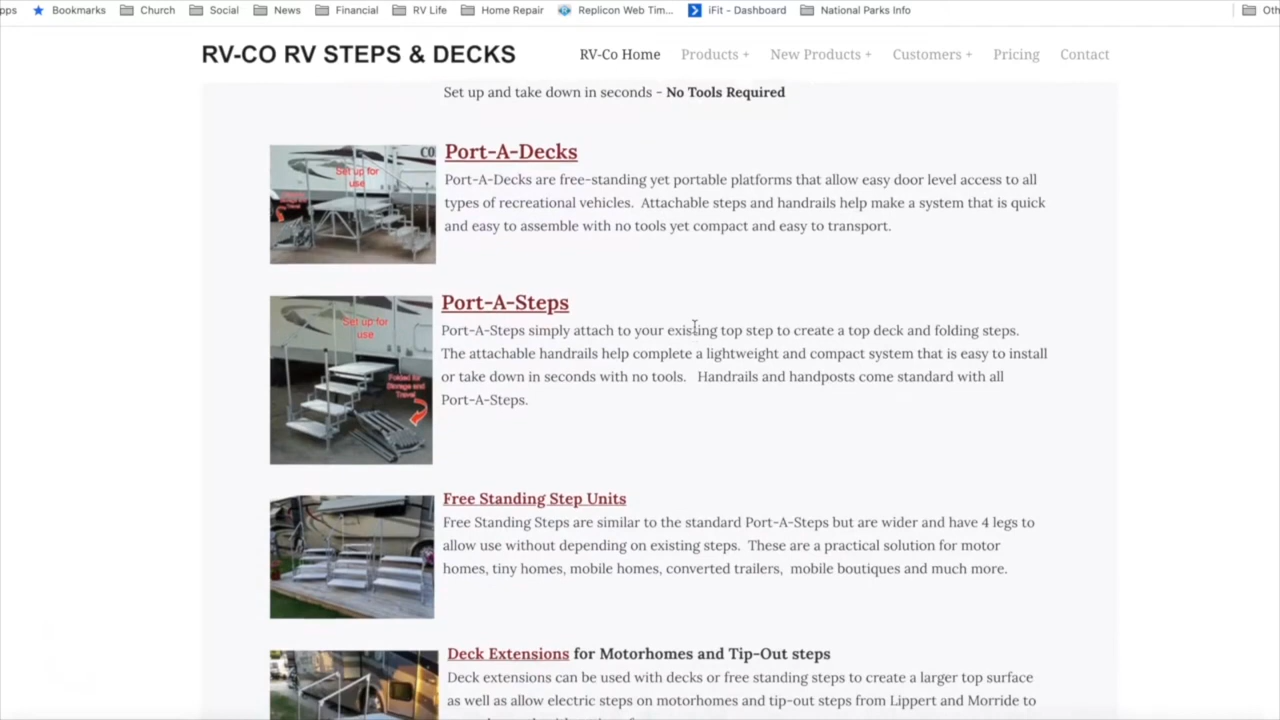 pps Bookmarks Church Social News Financial RV Life Home Repair Replicon Web Tim... iFit - Dashboard National Parks Info Oth
RV-CO RV STEPS & DECKS RV-Co Home Products + New Products + Customers + Pricing Contact
Set up and take down in seconds - No Tools Required
CO
Set up for
use
Port-A-Decks
Port-A-Decks are free-standing yet portable platforms that allow easy door level access to all
types of recreational vehicles. Attachable steps and handrails help make a system that is quick
and easy to assemble with no tools yet compact and easy to transport.
Set up for
use
Folded for
Storage and
Travel
Port-A-Steps
Port-A-Steps simply attach to your existing top step to create a top deck and folding steps.
The attachable handrails help complete a lightweight and compact system that is easy to install
or take down in seconds with no tools. Handrails and handposts come standard with all
Port-A-Steps.
Free Standing Step Units
Free Standing Steps are similar to the standard Port-A-Steps but are wider and have 4 legs to
allow use without depending on existing steps. These are a practical solution for motor
homes, tiny homes, mobile homes, converted trailers, mobile boutiques and much more.
Deck Extensions for Motorhomes and Tip-Out steps
Deck extensions can be used with decks or free standing steps to create a larger top surface
as well as allow electric steps on motorhomes and tip-out steps from Lippert and Morride to